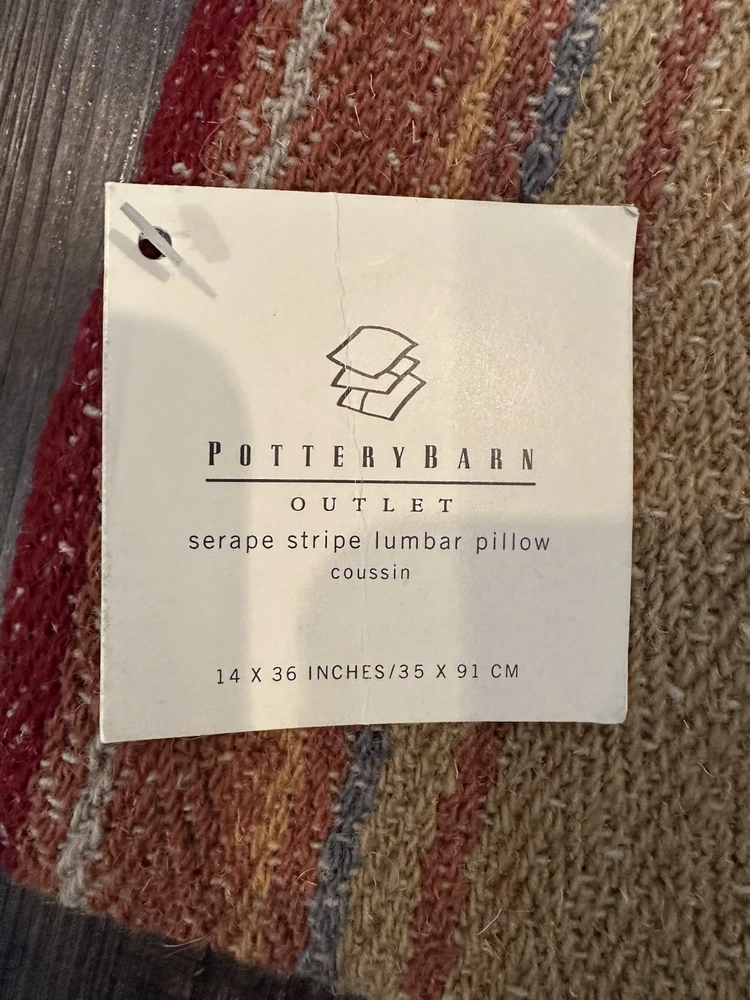 POTTERYBARN
OUTLET
serape stripe lumbar pillow
coussin
14 X 36 INCHES/35 X 91 CM